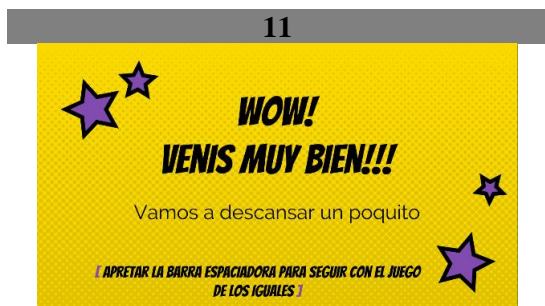 11
WOW!
VENIS MUY BIEN!!!
Vamos a descansar un poquito
[ APRETAR LA BARRA ESPACIADORA PARA SEGUIR CON EL JUEGO
DE LOS IGUALES ]